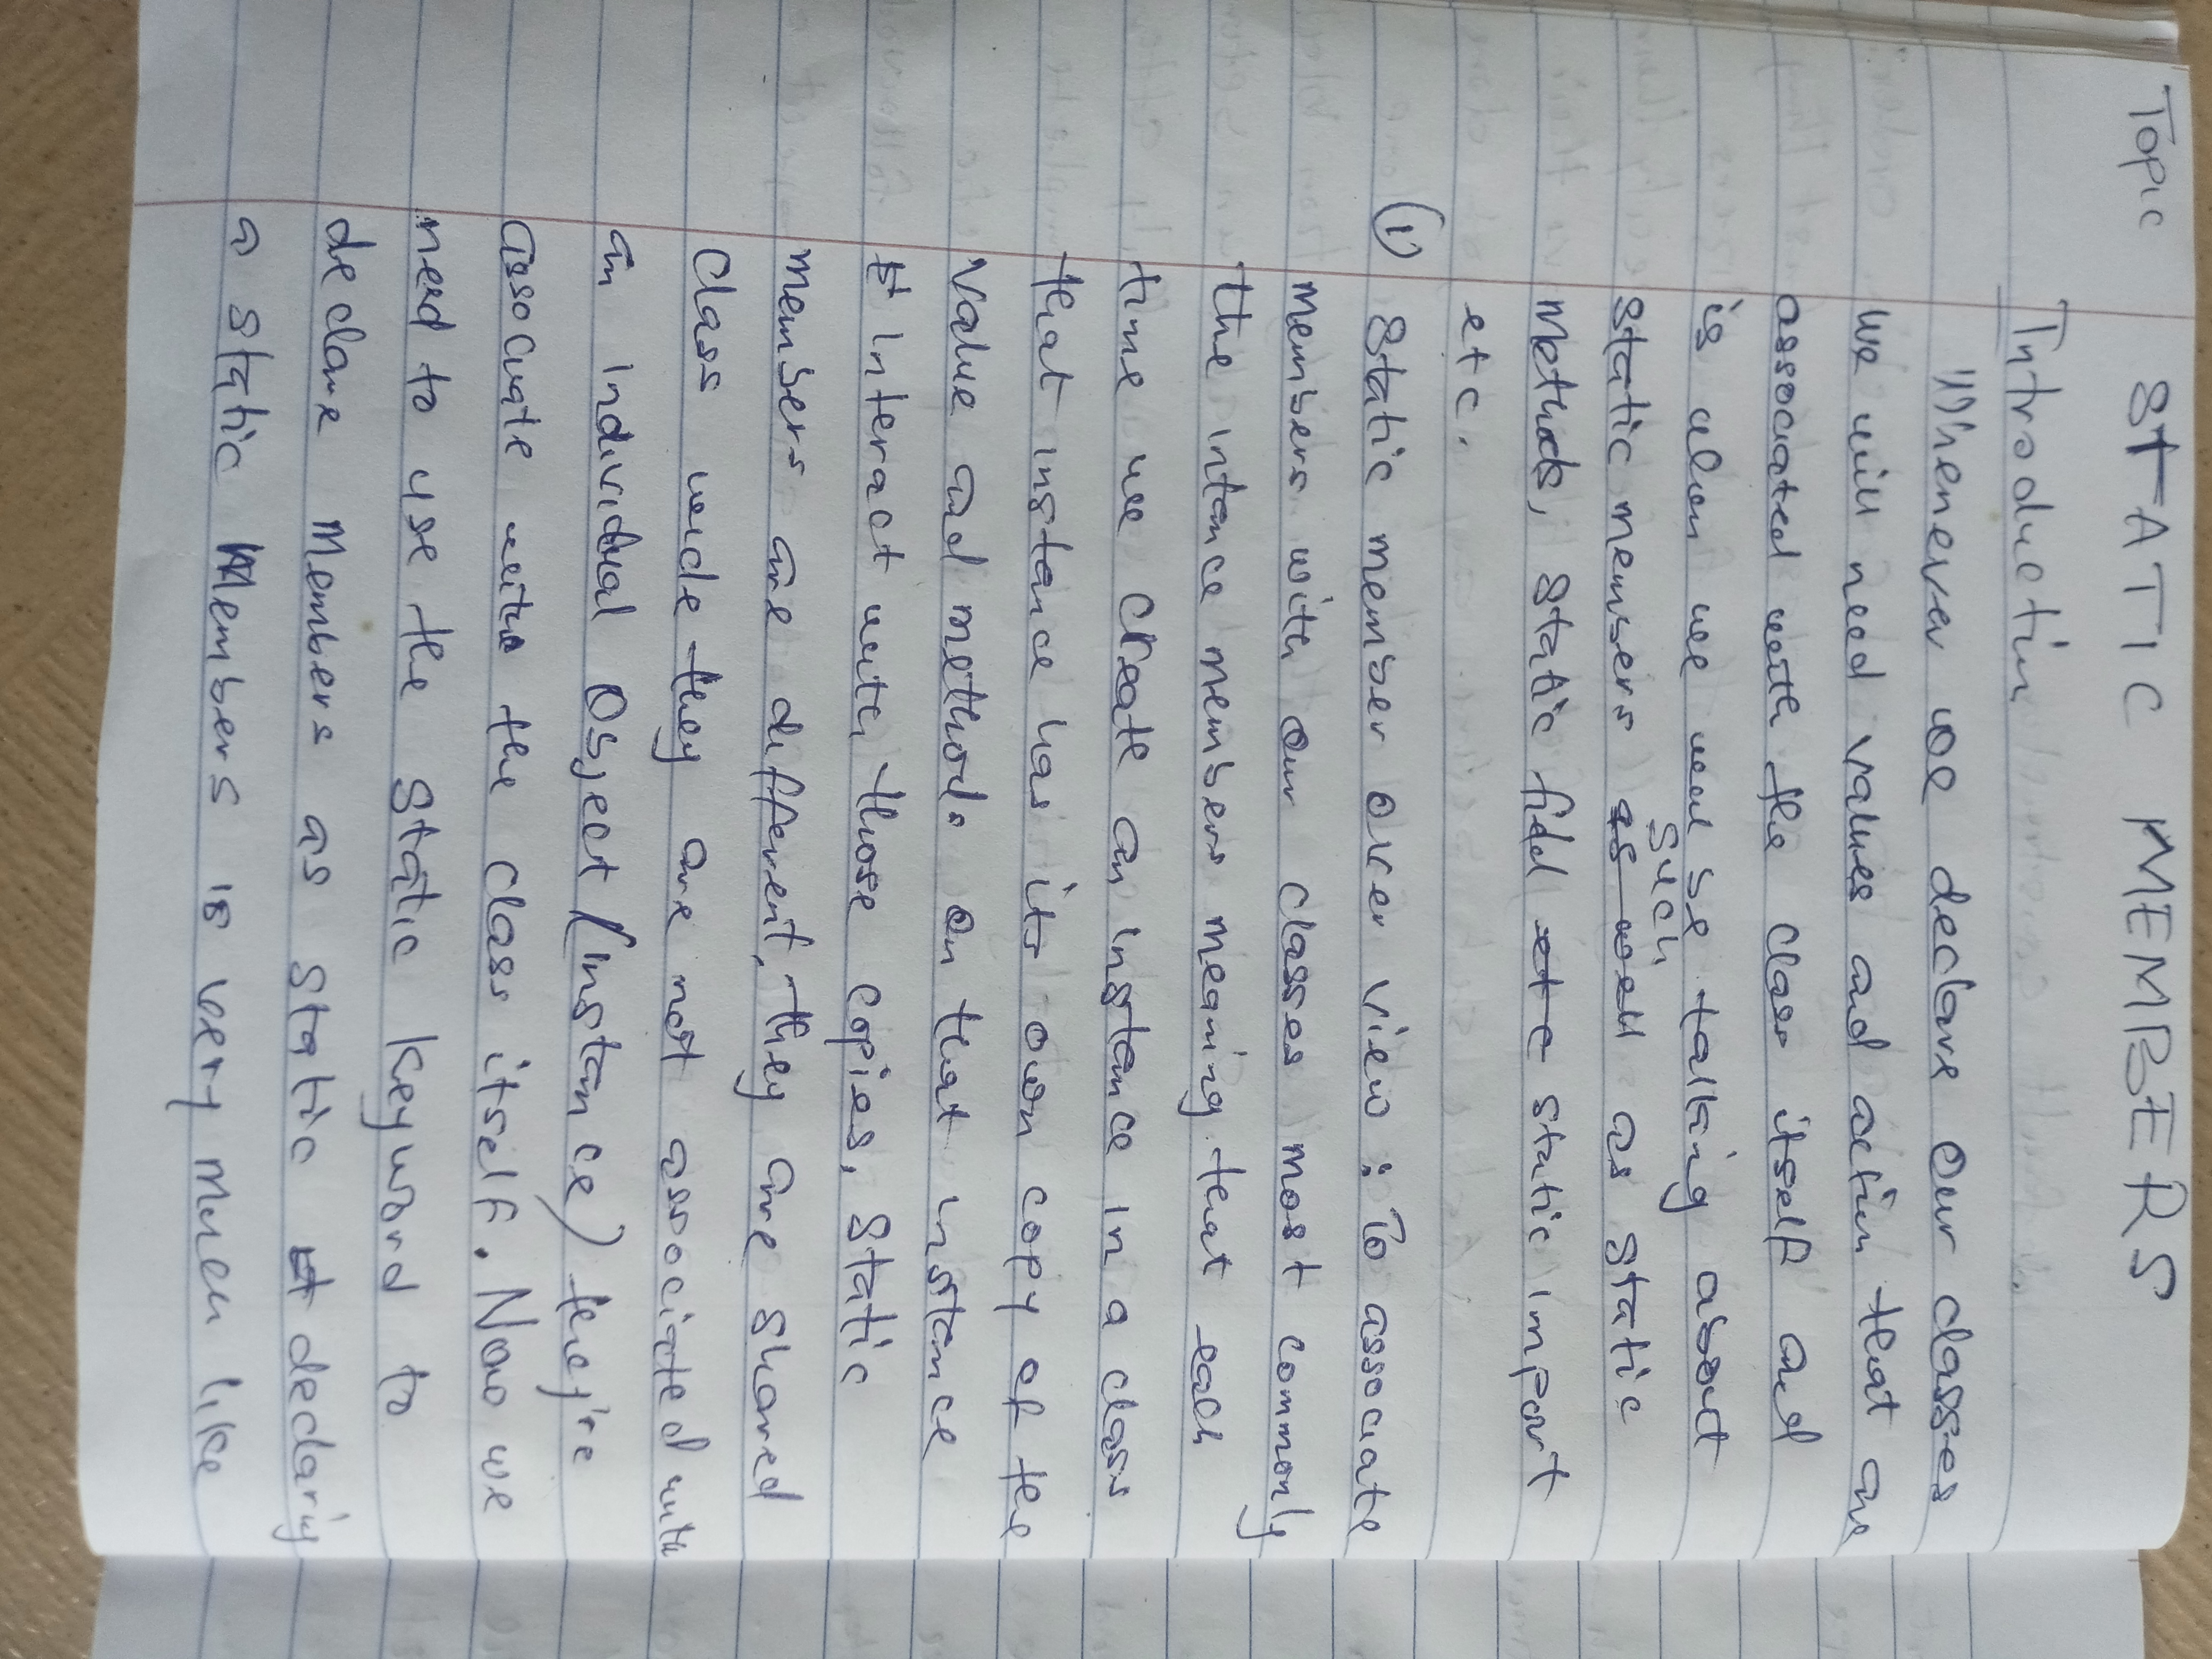 Topic STATIC MEMBERS
Introduction
Whenever we declare our classes
we will need values and action that are
associated with the class itself and
is when we will be talking about
static members such as static
Methods, static field static import
etc.
(1) Static member over view : To associate
members with our classes most commonly
the intance members meaning that each
time we create an instance in a class
that instance has its own copy of the
value and method. On that instance
interact with those copies, static
members are different, they are shared
class wide they are not associated with
an individual object (instance) they're
associate with the class itself. Now we
need to use the static keyword to
declare members as static declaring
a static Members is very much like